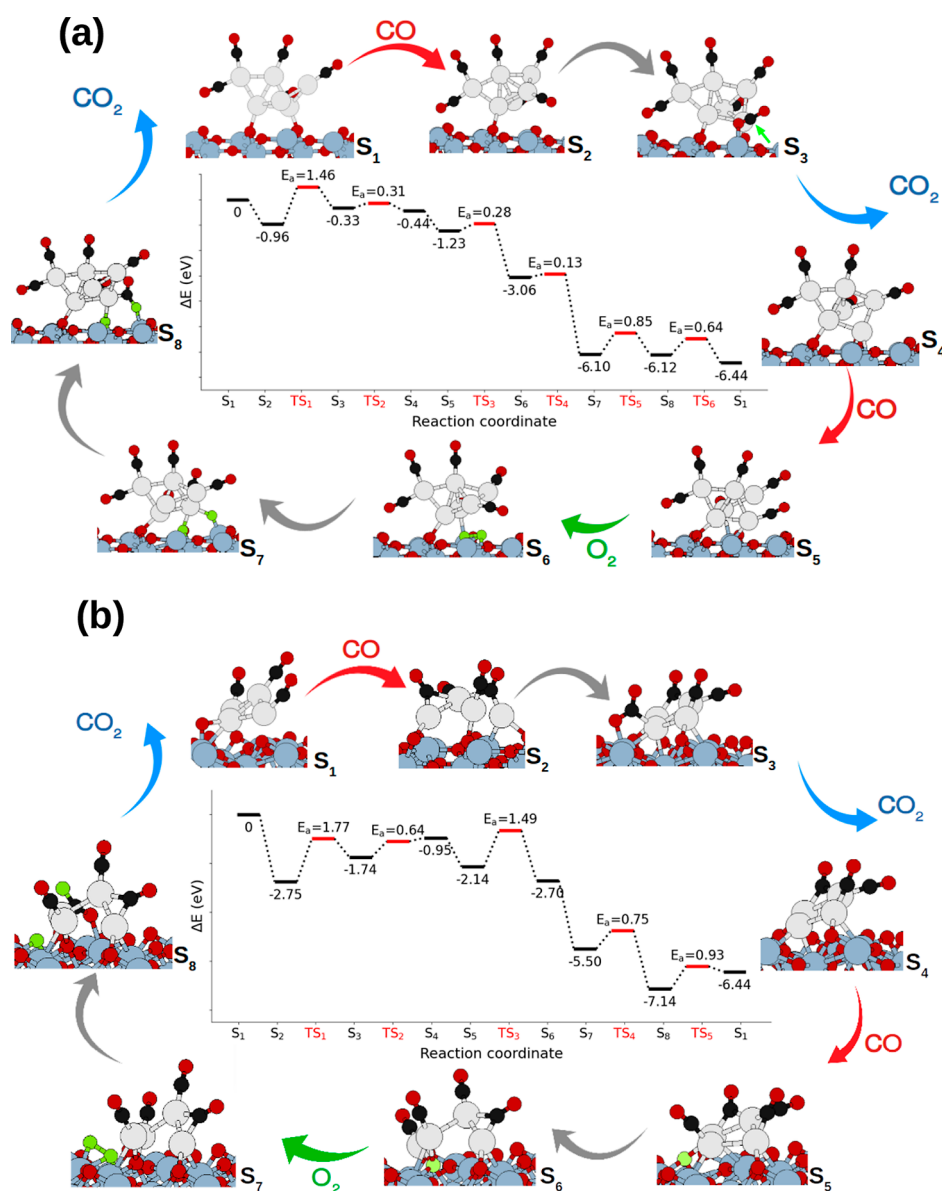 (a)
CO
CO₂
S₁
S₂
S₃
CO₂
Eₐ=1.46
Eₐ=0.31
Eₐ=0.28
Eₐ=0.13
Eₐ=0.85
Eₐ=0.64
0
-0.96
-0.33
-0.44
-1.23
-3.06
-6.10
-6.12
-6.44
ΔE (eV)
S₈
S₄
S₁ S₂ TS₁ S₃ TS₂ S₄ S₅ TS₃ S₆ TS₄ S₇ TS₅ S₈ TS₆ S₁
Reaction coordinate
CO
S₇
S₆
O₂
S₅
(b)
CO
CO₂
S₁
S₂
S₃
CO₂
Eₐ=1.77
Eₐ=0.64
Eₐ=1.49
Eₐ=0.75
Eₐ=0.93
0
-2.75
-1.74
-0.95
-2.14
-2.70
-5.50
-7.14
-6.44
ΔE (eV)
S₈
S₄
S₁ S₂ TS₁ S₃ TS₂ S₄ S₅ TS₃ S₆ S₇ TS₄ S₈ TS₅ S₁
Reaction coordinate
CO
S₇
O₂
S₆
S₅